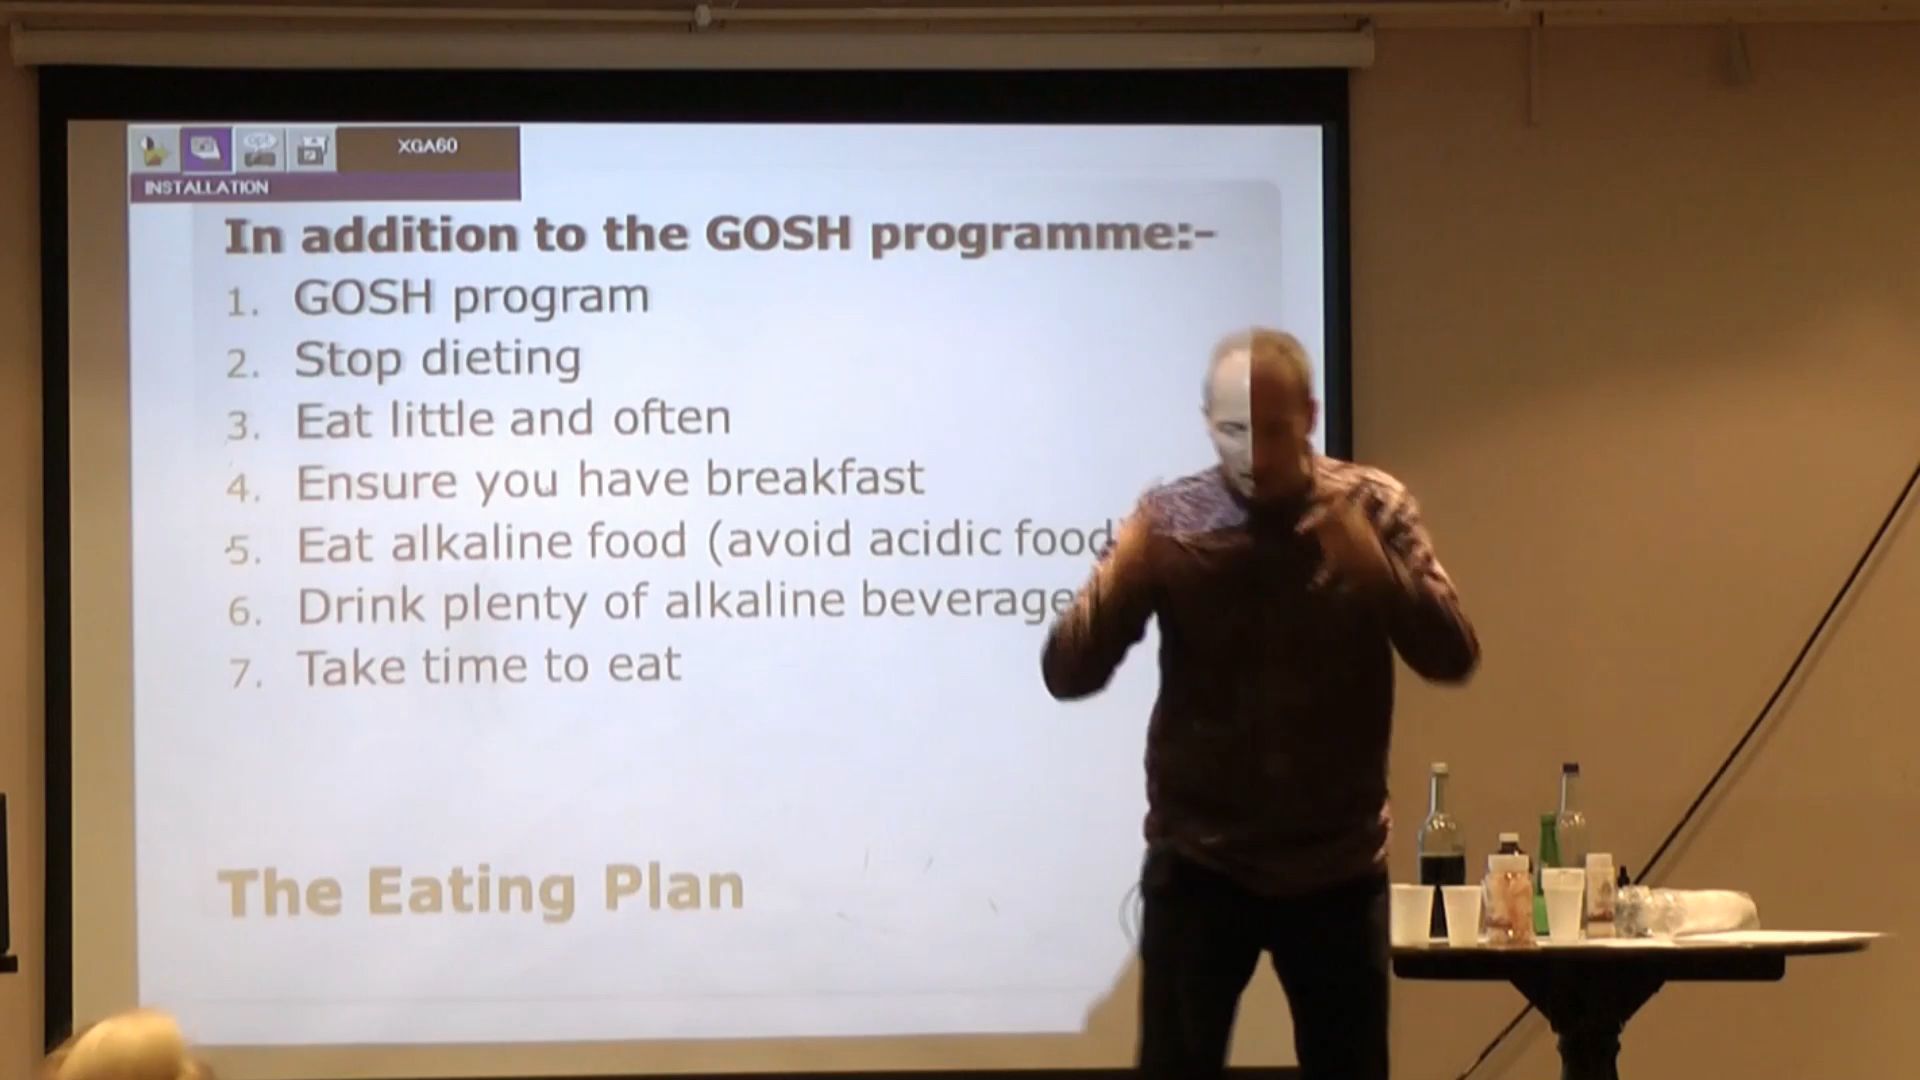 XGA60
INSTALLATION
In addition to the GOSH programme:-
1. GOSH program
2. Stop dieting
3. Eat little and often
4. Ensure you have breakfast
5. Eat alkaline food (avoid acidic food)
6. Drink plenty of alkaline beverage
7. Take time to eat
The Eating Plan